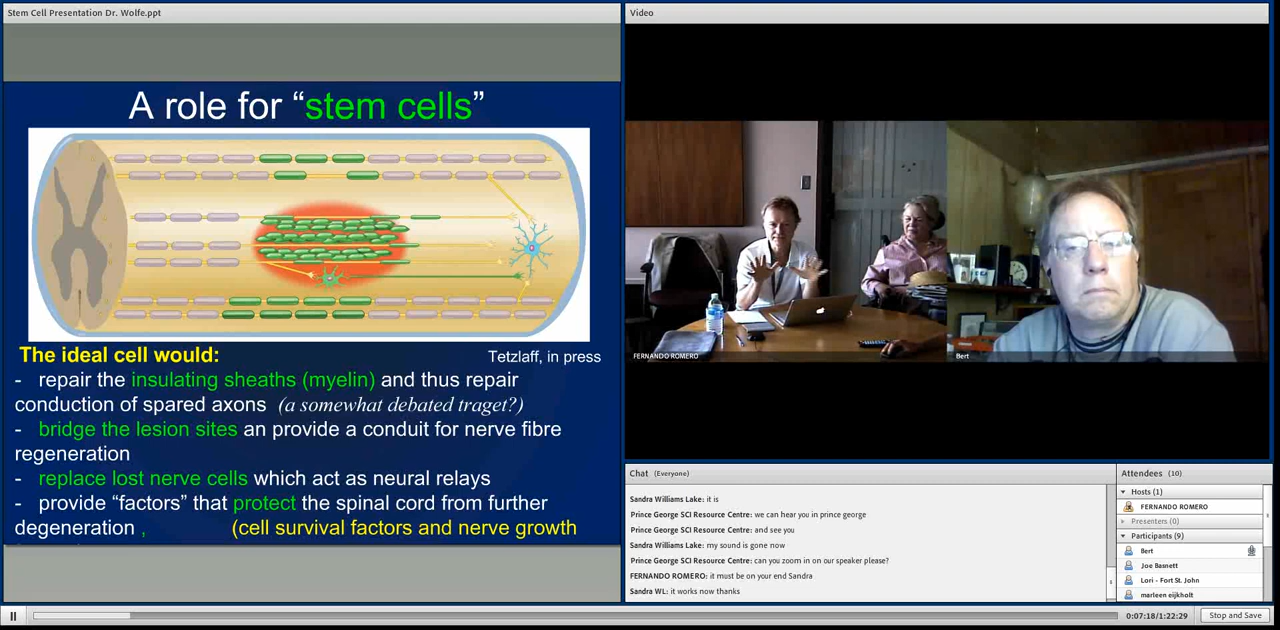 Stem Cell Presentation Dr. Wolfe.ppt
A role for “stem cells”
The ideal cell would:
Tetzlaff, in press
- repair the insulating sheaths (myelin) and thus repair
conduction of spared axons (a somewhat debated traget?)
- bridge the lesion sites an provide a conduit for nerve fibre
regeneration
- replace lost nerve cells which act as neural relays
- provide “factors” that protect the spinal cord from further
degeneration , (cell survival factors and nerve growth
Video
FERNANDO ROMERO
Bert
Chat (Everyone)
Sandra Williams Lake: it is
Prince George SCI Resource Centre: we can hear you in prince george
Prince George SCI Resource Centre: and see you
Sandra Williams Lake: my sound is gone now
Prince George SCI Resource Centre: can you zoom in on our speaker please?
FERNANDO ROMERO: it must be on your end Sandra
Sandra WL: it works now thanks
Attendees (10)
Hosts (1)
FERNANDO ROMERO
Presenters (0)
Participants (9)
Bert
Joe Basnett
Lori - Fort St. John
marleen eijkholt
0:07:18/1:22:29
Stop and Save